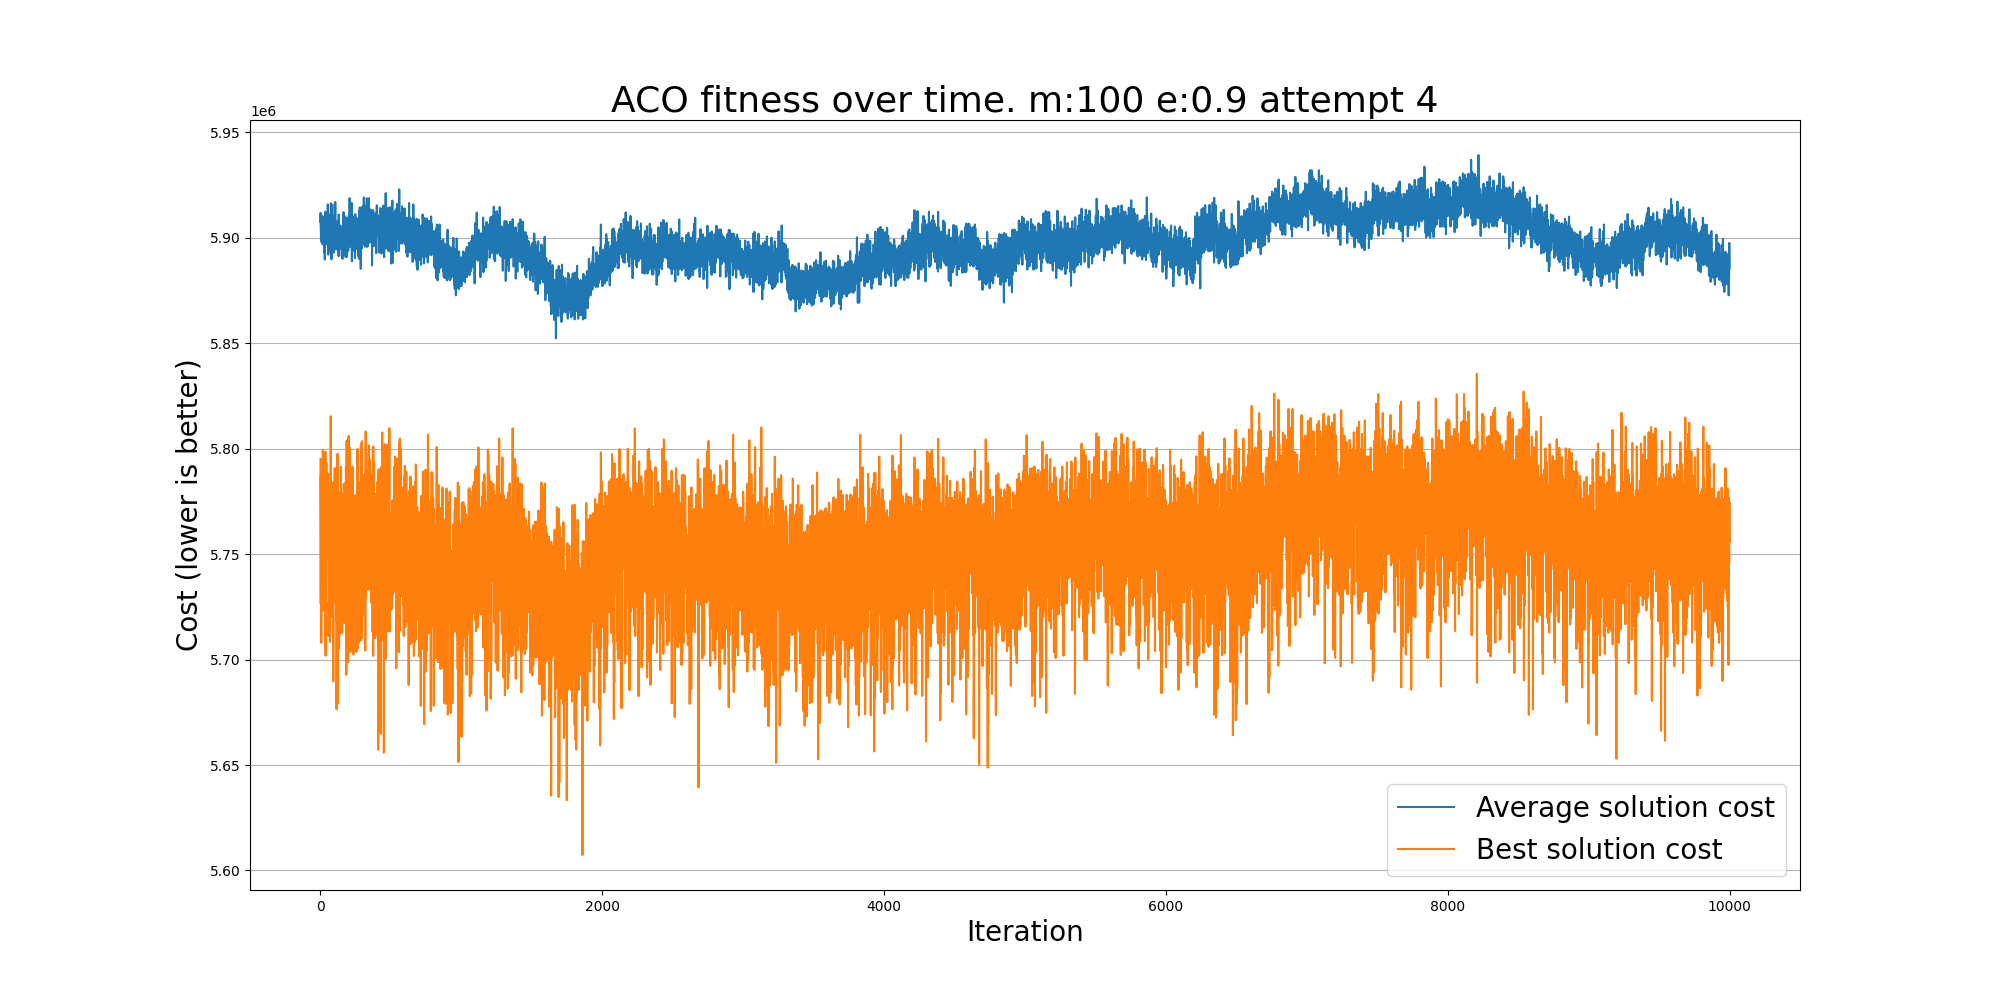 ACO fitness over time. m:100 e:0.9 attempt 4
1e6
5.95
5.90
5.85
5.80
5.75
5.70
5.65
5.60
Cost (lower is better)
Average solution cost
Best solution cost
0 2000 4000 6000 8000 10000
Iteration